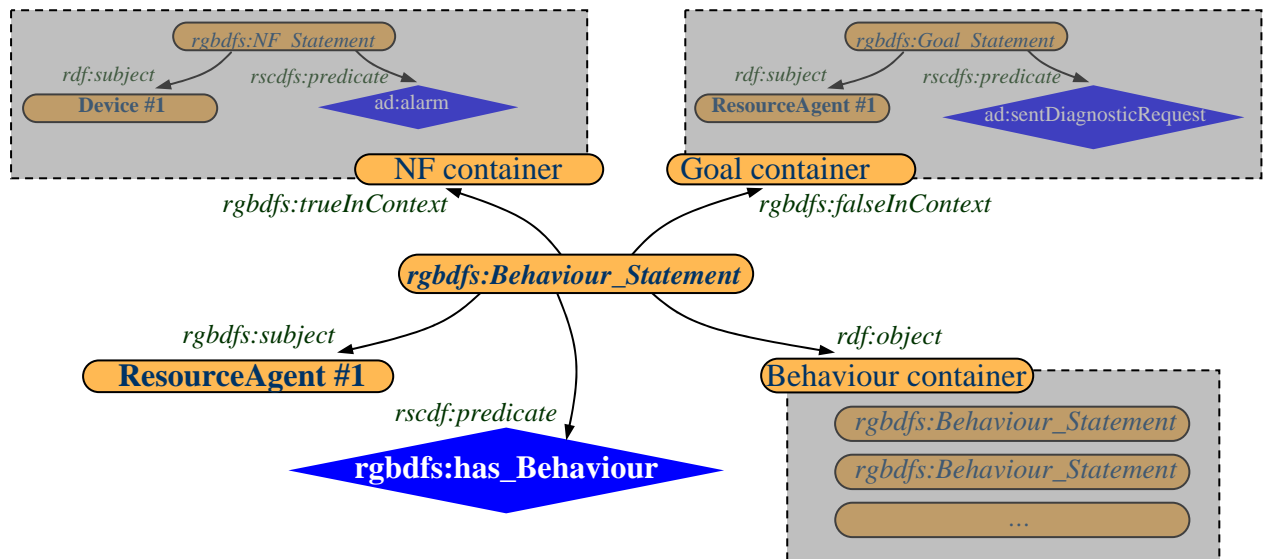 rgbdfs:NF_Statement
rdf:subject
rscdfs:predicate
Device #1
ad:alarm
NF container
rgbdfs:Goal_Statement
rdf:subject
rscdfs:predicate
ResourceAgent #1
ad:sentDiagnosticRequest
Goal container
rgbdfs:trueInContext
rgbdfs:falseInContext
rgbdfs:Behaviour_Statement
rgbdfs:subject
rdf:object
ResourceAgent #1
Behaviour container
rscdf:predicate
rgbdfs:has_Behaviour
rgbdfs:Behaviour_Statement
rgbdfs:Behaviour_Statement
...